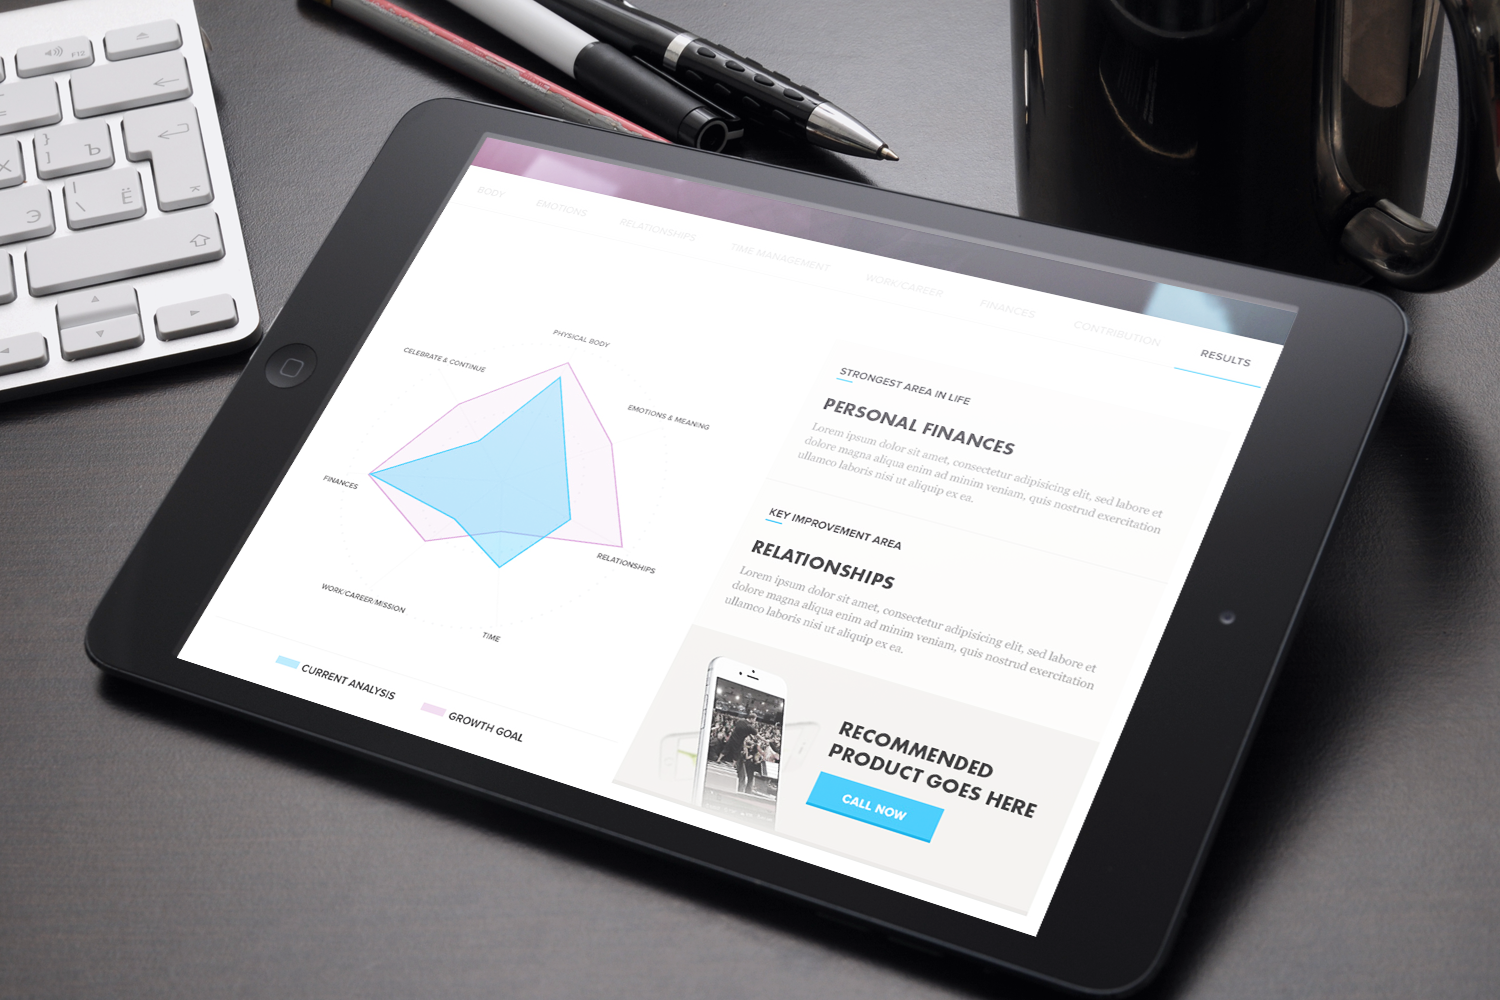 F12
}
]
Ъ
Х
|
\
Ё
Э
BODY
EMOTIONS
RELATIONSHIPS
TIME MANAGEMENT
WORK/CAREER
FINANCES
CONTRIBUTION
RESULTS
PHYSICAL BODY
CELEBRATE & CONTINUE
EMOTIONS & MEANING
FINANCES
RELATIONSHIPS
WORK/CAREER/MISSION
TIME
CURRENT ANALYSIS
GROWTH GOAL
STRONGEST AREA IN LIFE
PERSONAL FINANCES
Lorem ipsum dolor sit amet, consectetur adipisicing elit, sed labore et
dolore magna aliqua enim ad minim veniam, quis nostrud exercitation
ullamco laboris nisi ut aliquip ex ea.
KEY IMPROVEMENT AREA
RELATIONSHIPS
Lorem ipsum dolor sit amet, consectetur adipisicing elit, sed labore et
dolore magna aliqua enim ad minim veniam, quis nostrud exercitation
ullamco laboris nisi ut aliquip ex ea.
RECOMMENDED
PRODUCT GOES HERE
CALL NOW